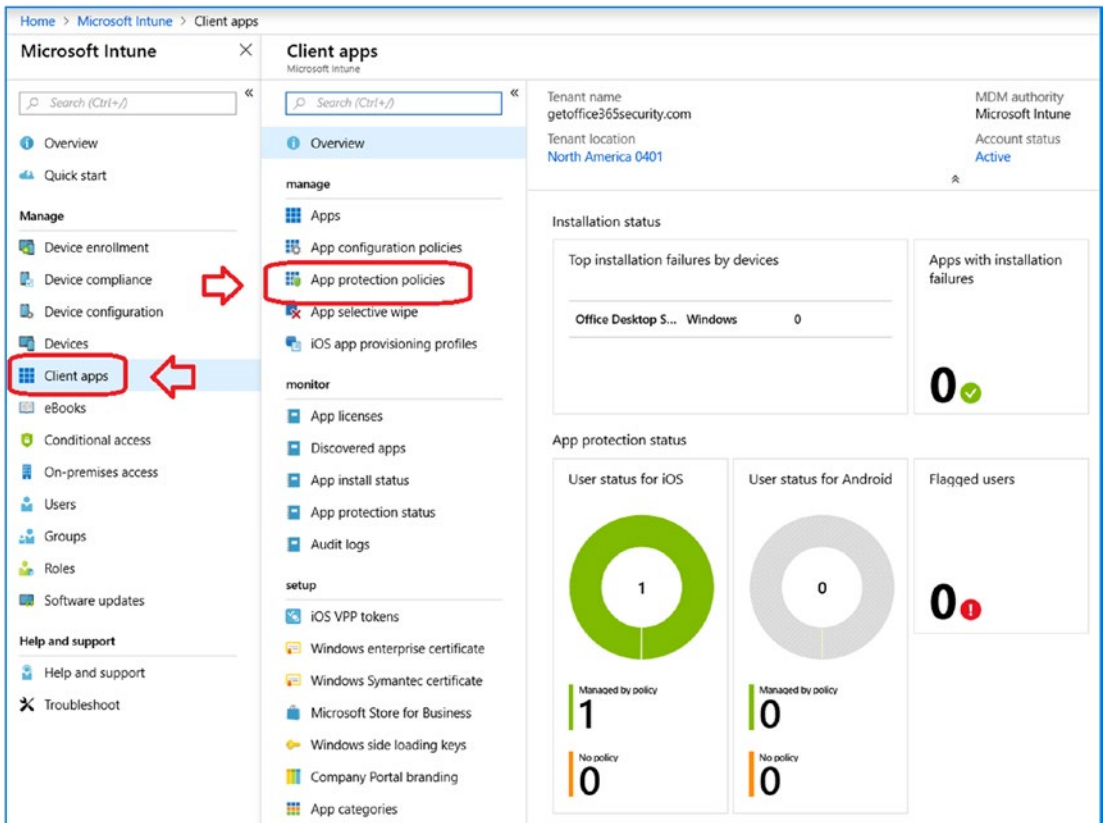 Home > Microsoft Intune > Client apps
Microsoft Intune
Search (Ctrl+/)
Overview
Quick start
Manage
Device enrollment
Device compliance
Device configuration
Devices
Client apps
eBooks
Conditional access
On-premises access
Users
Groups
Roles
Software updates
Help and support
Help and support
Troubleshoot
Client apps
Microsoft Intune
Search (Ctrl+/)
Overview
manage
Apps
App configuration policies
App protection policies
App selective wipe
iOS app provisioning profiles
monitor
App licenses
Discovered apps
App install status
App protection status
Audit logs
setup
iOS VPP tokens
Windows enterprise certificate
Windows Symantec certificate
Microsoft Store for Business
Windows side loading keys
Company Portal branding
App categories
Tenant name
getoffice365security.com
Tenant location
North America 0401
MDM authority
Microsoft Intune
Account status
Active
Installation status
Top installation failures by devices
Office Desktop S... Windows 0
Apps with installation
failures
0
App protection status
User status for iOS
1
Managed by policy
1
No policy
0
User status for Android
0
Managed by policy
0
No policy
0
Flagged users
0